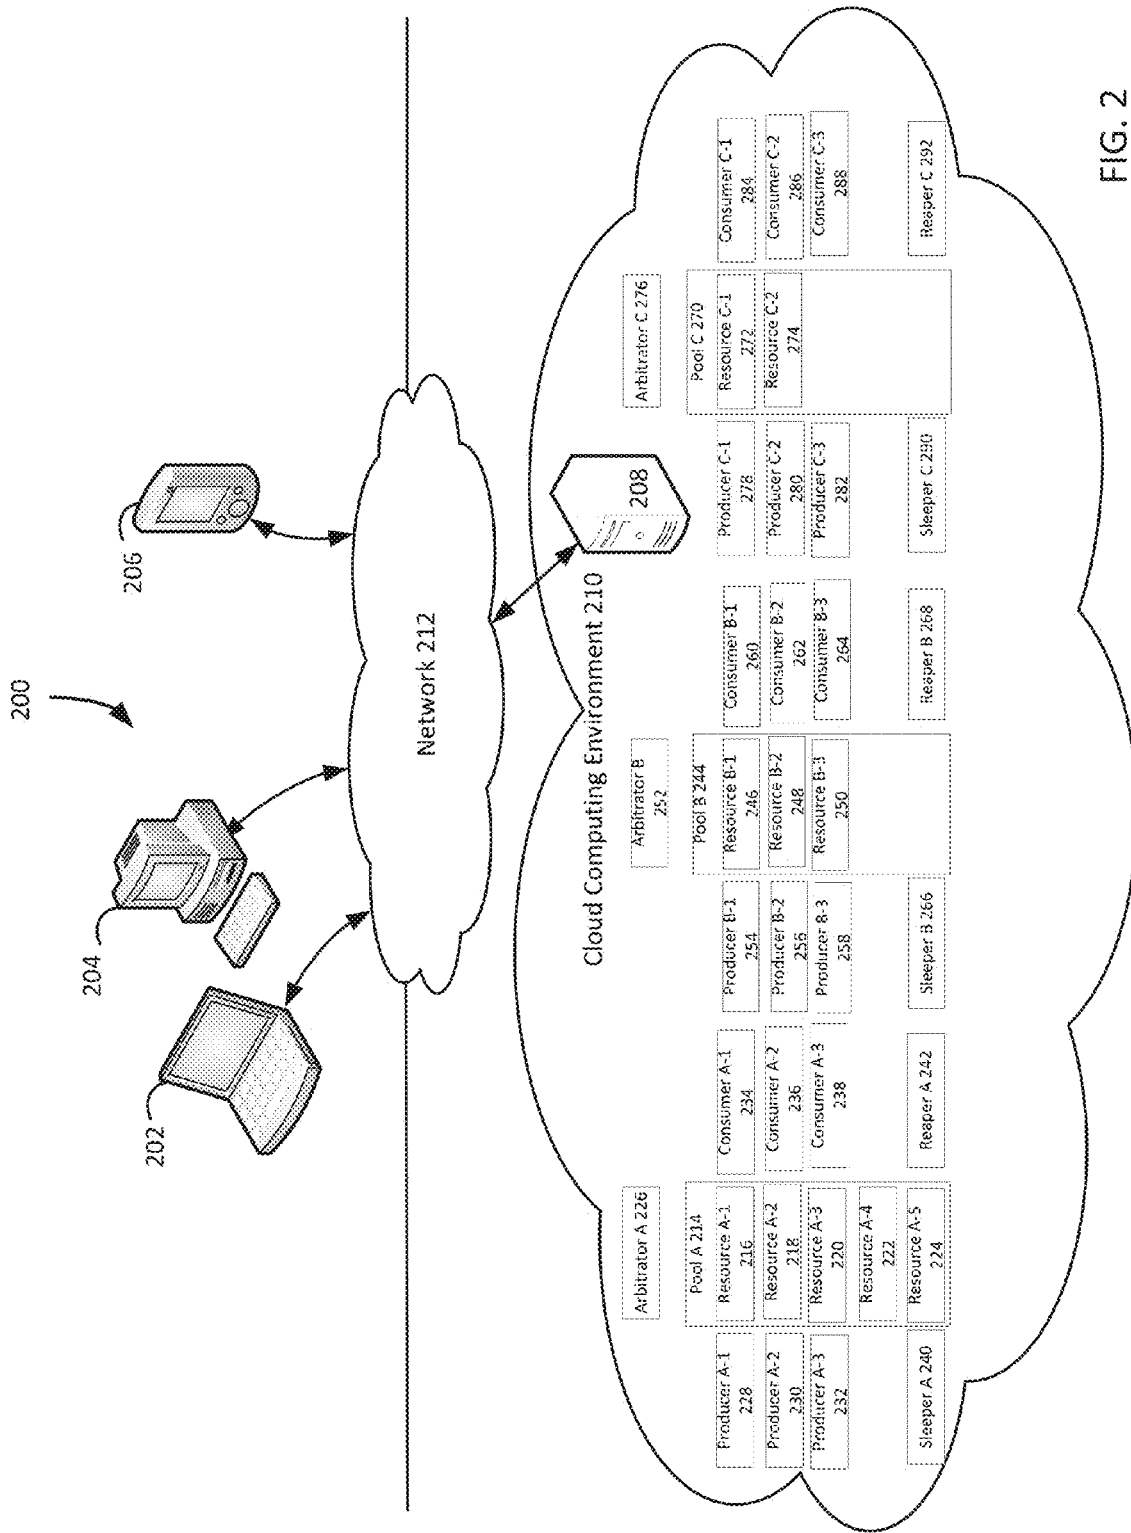 200
202
204
206
Network 212
208
Cloud Computing Environment 210
Arbitrator A 226
Pool A 214
Producer A-1
228
Producer A-2
230
Producer A-3
232
Sleeper A 240
Resource A-1
216
Resource A-2
218
Resource A-3
220
Resource A-4
222
Resource A-5
224
Consumer A-1
234
Consumer A-2
236
Consumer A-3
238
Reaper A 242
Arbitrator B
252
Pool B 244
Producer B-1
254
Producer B-2
256
Producer B-3
258
Sleeper B 266
Resource B-1
246
Resource B-2
248
Resource B-3
250
Consumer B-1
260
Consumer B-2
262
Consumer B-3
264
Reaper B 268
Arbitrator C 276
Pool C 270
Producer C-1
278
Producer C-2
280
Producer C-3
282
Sleeper C 290
Resource C-1
272
Resource C-2
274
Consumer C-1
284
Consumer C-2
286
Consumer C-3
288
Reaper C 292
FIG. 2